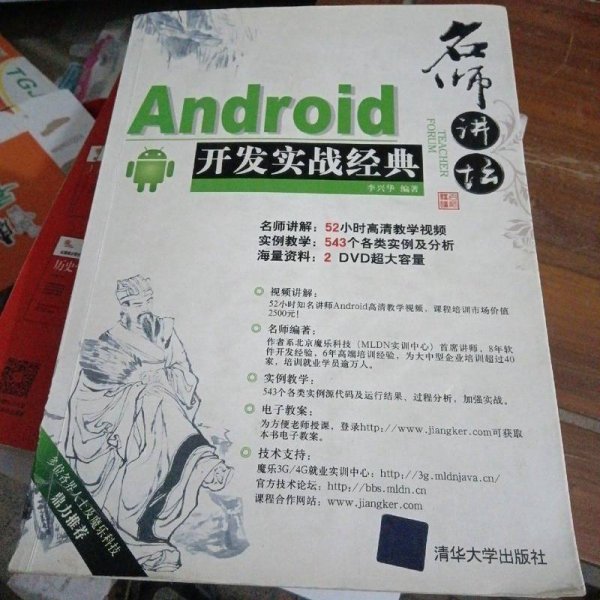 名师
讲坛
TEACHER
FORUM
Android
开发实战经典
李兴华 编著
名师讲解：52小时高清教学视频
实例教学：543个各类实例及分析
海量资料：2 DVD超大容量
视频讲解：
52小时知名讲师Android高清教学视频，课程培训市场价值
2500元！
名师编著：
作者系北京魔乐科技（MLDN实训中心）首席讲师，8年软
件开发经验，6年高端培训经验，为大中型企业培训超过40
家，培训就业学员逾万人。
实例教学：
543个各类实例源代码及运行结果、过程分析，加强实战。
电子教案：
为方便老师授课，登录http://www.jiangker.com可获取
本书电子教案。
技术支持：
魔乐3G/4G就业实训中心：http://3g.mldnjava.cn/
官方技术论坛：http://bbs.mldn.cn
课程合作网站：www.jiangker.com
多位各界人士及魔乐科技
鼎力推荐
清华大学出版社
TG-
历史